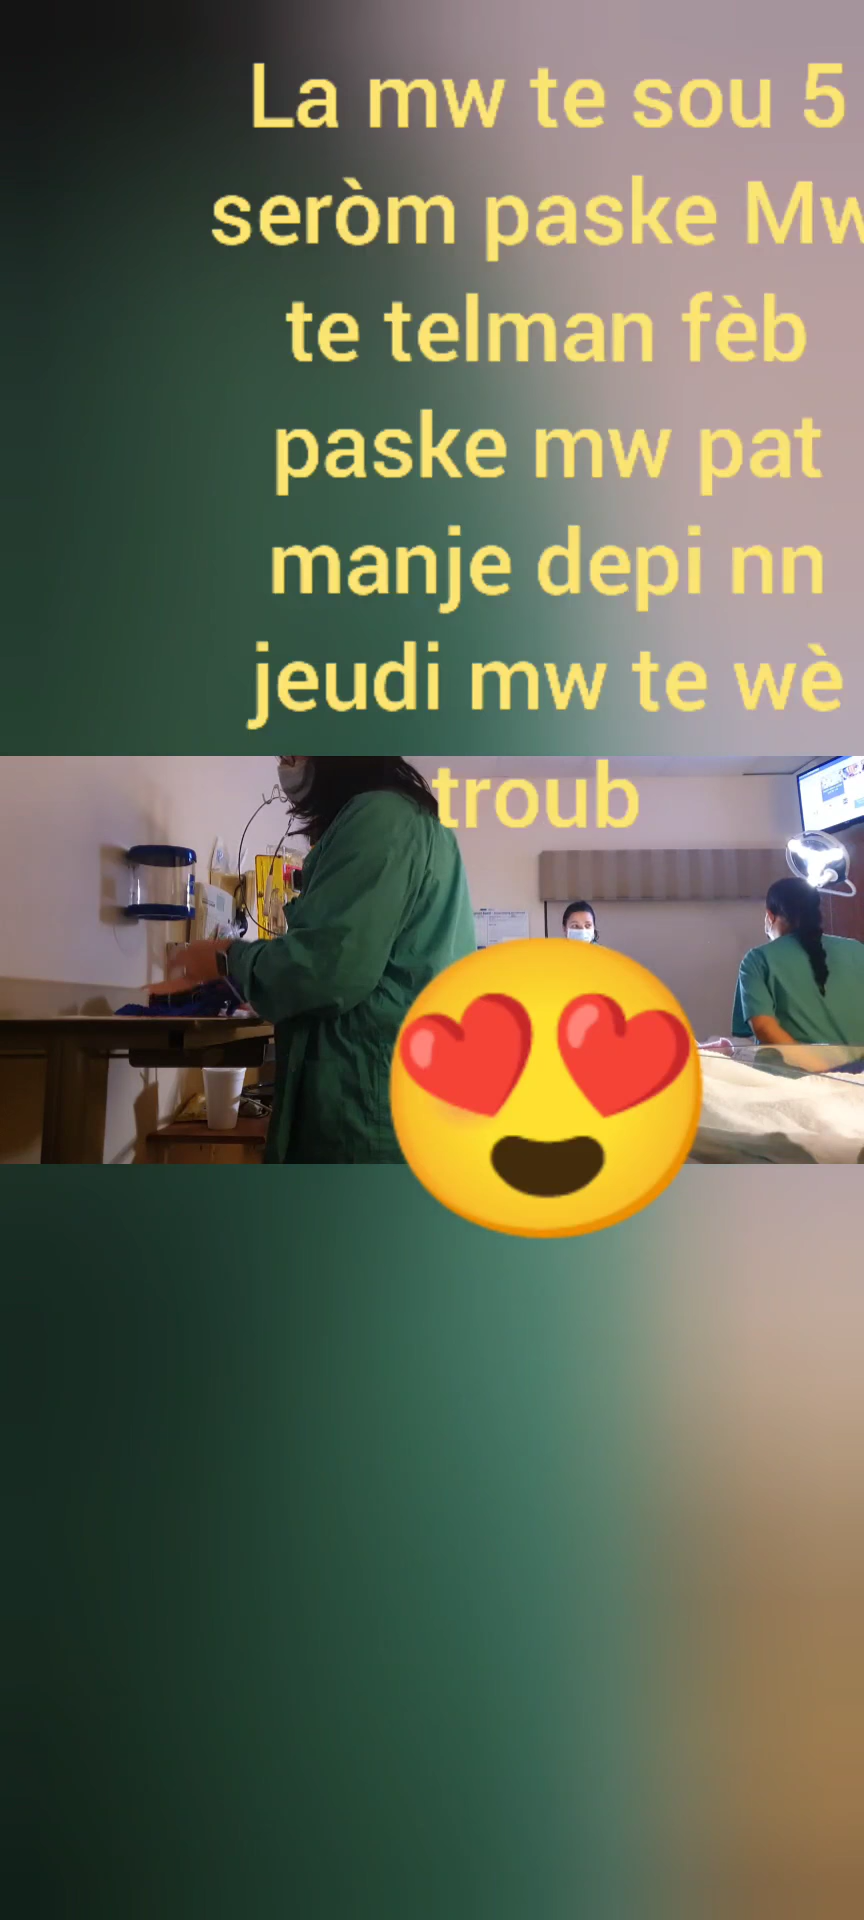 La mw te sou 5
seròm paske Mw
te telman fèb
paske mw pat
manje depi nn
jeudi mw te wè
troub